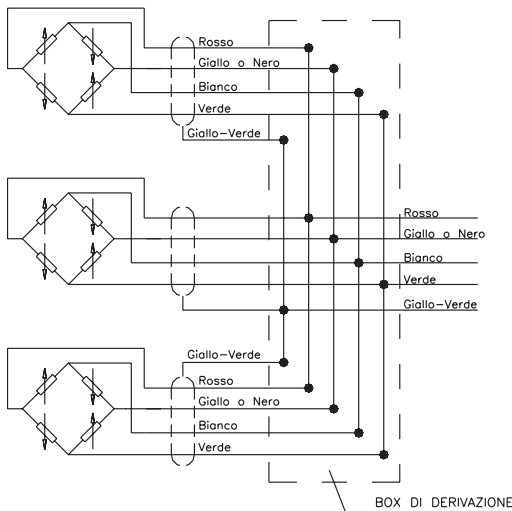 Rosso
Giallo o Nero
Bianco
Verde
Giallo-Verde
Rosso
Giallo o Nero
Bianco
Verde
Giallo-Verde
Giallo-Verde
Rosso
Giallo o Nero
Bianco
Verde
BOX DI DERIVAZIONE